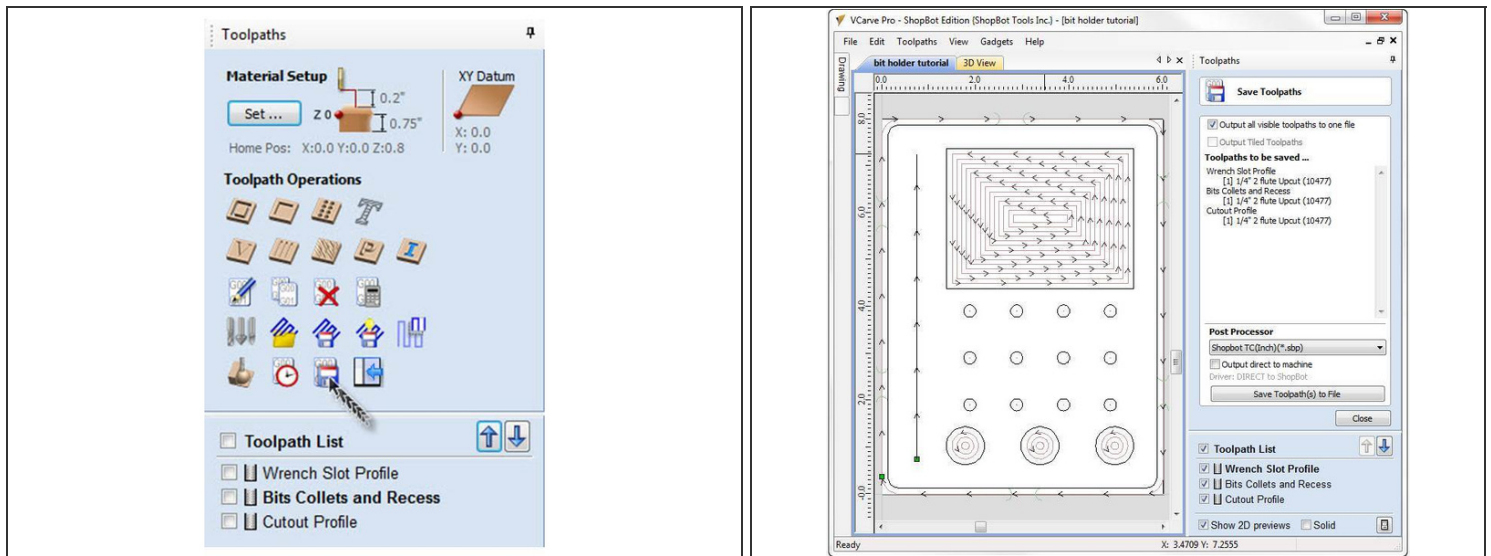 Toolpaths
Material Setup
XY Datum
0.2"
Set ...
Z 0
0.75"
X: 0.0
Home Pos: X:0.0 Y:0.0 Z:0.8
Y: 0.0
Toolpath Operations
Toolpath List
Wrench Slot Profile
Bits Collets and Recess
Cutout Profile
VCarve Pro - ShopBot Edition {ShopBot Tools Inc.} - [bit holder tutorial]
File Edit Toolpaths View Gadgets Help
Drawing
bit holder tutorial
3D View
0.0 2.0 4.0 6.0
8.0
6.0
4.0
2.0
-0.0
Toolpaths
Save Toolpaths
Output all visible toolpaths to one file
Output Tiled Toolpaths
Toolpaths to be saved ...
Wrench Slot Profile
[1] 1/4" 2 flute Upcut (10477)
Bits Collets and Recess
[1] 1/4" 2 flute Upcut (10477)
Cutout Profile
[1] 1/4" 2 flute Upcut (10477)
Post Processor
Shopbot TC(Inch)(*.sbp)
Output direct to machine
Driver: DIRECT to ShopBot
Save Toolpath(s) to File
Close
Toolpath List
Wrench Slot Profile
Bits Collets and Recess
Cutout Profile
Show 2D previews
Solid
Ready
X: 3.4709 Y: 7.2555